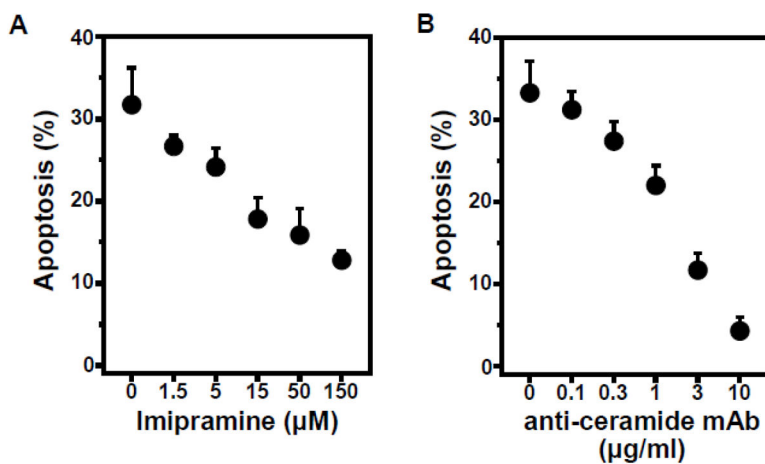 A
40
30
20
10
0
Apoptosis (%)
0 1.5 5 15 50 150
Imipramine (µM)
B
40
30
20
10
0
Apoptosis (%)
0 0.1 0.3 1 3 10
anti-ceramide mAb
(µg/ml)